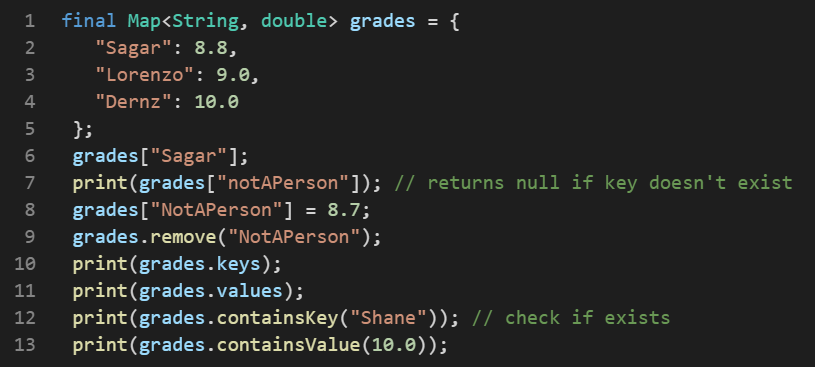 1 final Map<String, double> grades = {
2 "Sagar": 8.8,
3 "Lorenzo": 9.0,
4 "Dernz": 10.0
5 };
6 grades["Sagar"];
7 print(grades["notAPerson"]); // returns null if key doesn't exist
8 grades["NotAPerson"] = 8.7;
9 grades.remove("NotAPerson");
10 print(grades.keys);
11 print(grades.values);
12 print(grades.containsKey("Shane")); // check if exists
13 print(grades.containsValue(10.0));